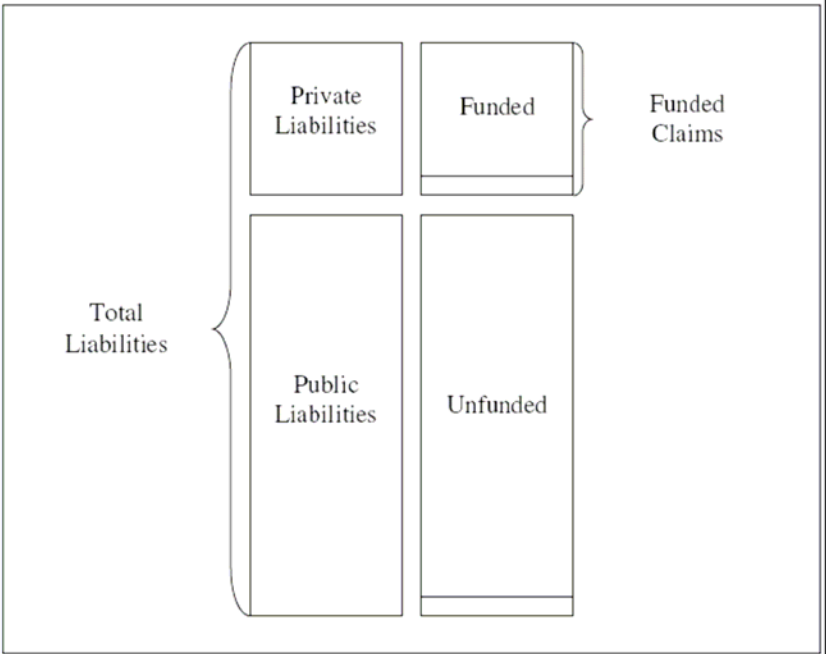 Private
Liabilities
Funded
Funded
Claims
Total
Liabilities
Public
Liabilities
Unfunded